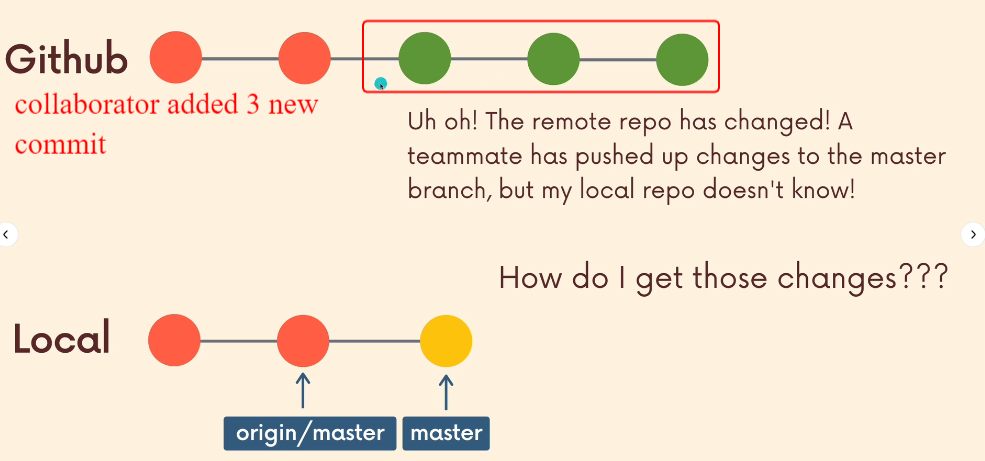 Github
collaborator added 3 new
commit
Uh oh! The remote repo has changed! A
teammate has pushed up changes to the master
branch, but my local repo doesn't know!
How do I get those changes???
Local
origin/master
master